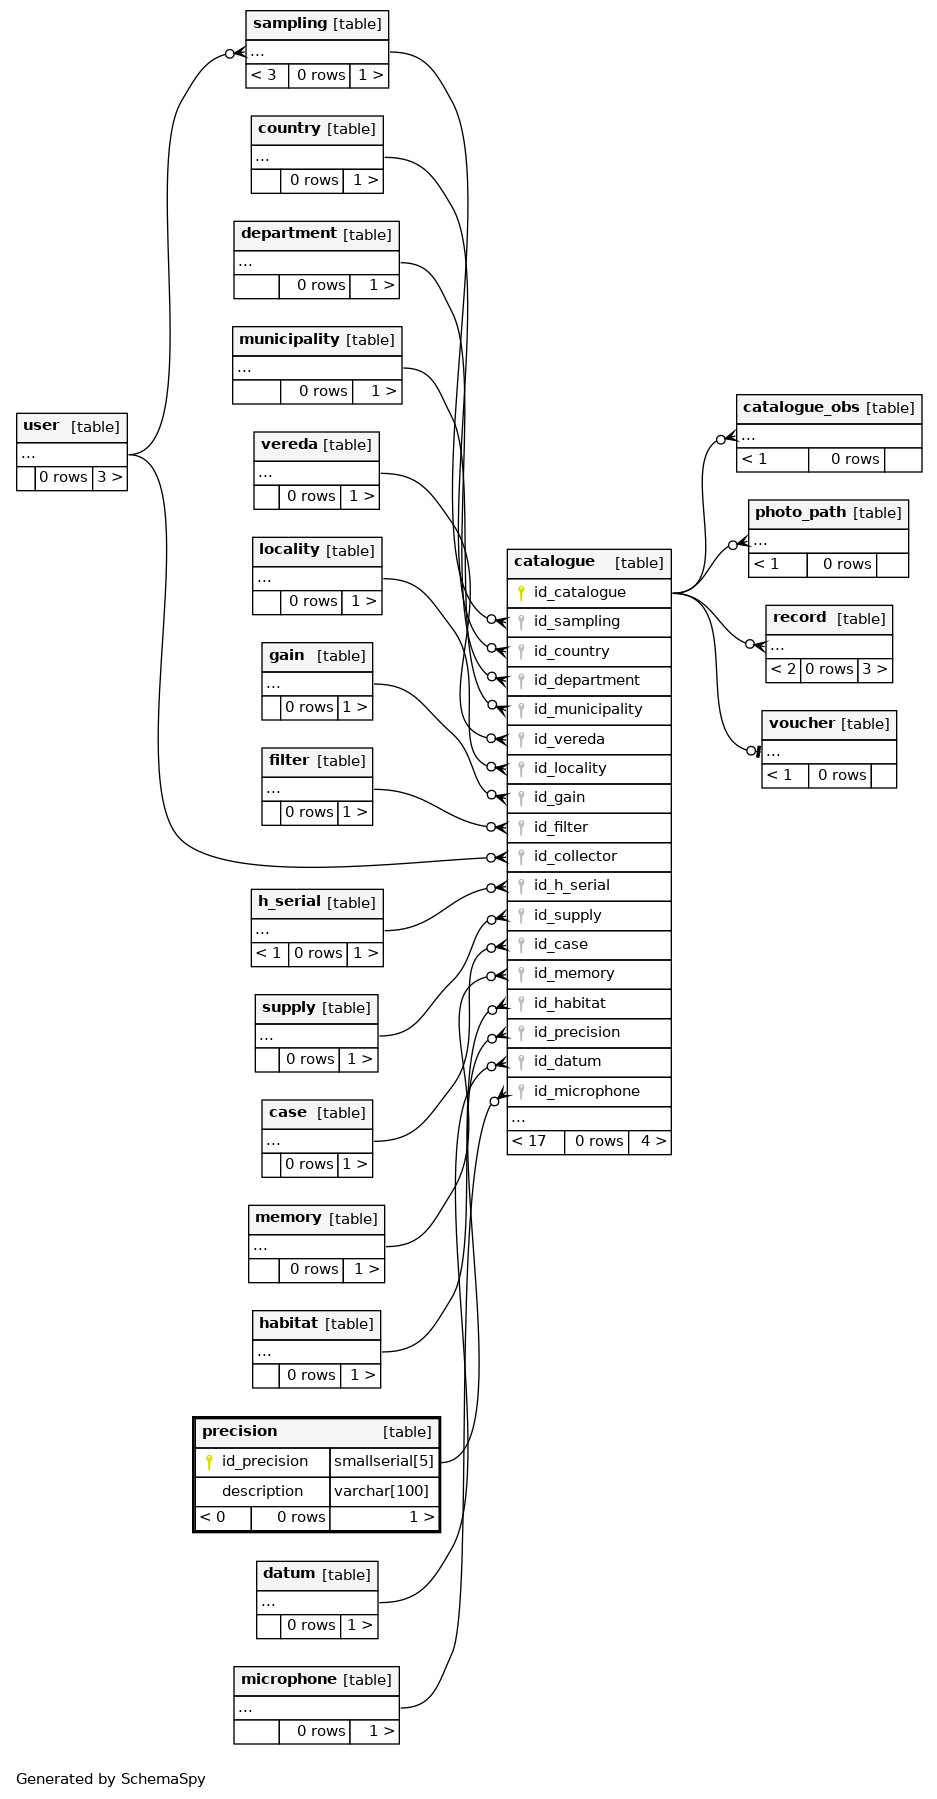 sampling [table]
...
< 3 0 rows 1 >
country [table]
...
0 rows 1 >
department [table]
...
0 rows 1 >
municipality [table]
...
0 rows 1 >
user [table]
...
0 rows 3 >
vereda [table]
...
0 rows 1 >
locality [table]
...
0 rows 1 >
gain [table]
...
0 rows 1 >
filter [table]
...
0 rows 1 >
h_serial [table]
...
< 1 0 rows 1 >
supply [table]
...
0 rows 1 >
case [table]
...
0 rows 1 >
memory [table]
...
0 rows 1 >
habitat [table]
...
0 rows 1 >
precision [table]
id_precision smallserial[5]
description varchar[100]
< 0 0 rows 1 >
datum [table]
...
0 rows 1 >
microphone [table]
...
0 rows 1 >
catalogue [table]
id_catalogue
id_sampling
id_country
id_department
id_municipality
id_vereda
id_locality
id_gain
id_filter
id_collector
id_h_serial
id_supply
id_case
id_memory
id_habitat
id_precision
id_datum
id_microphone
...
< 17 0 rows 4 >
catalogue_obs [table]
...
< 1 0 rows
photo_path [table]
...
< 1 0 rows
record [table]
...
< 2 0 rows 3 >
voucher [table]
...
< 1 0 rows
Generated by SchemaSpy